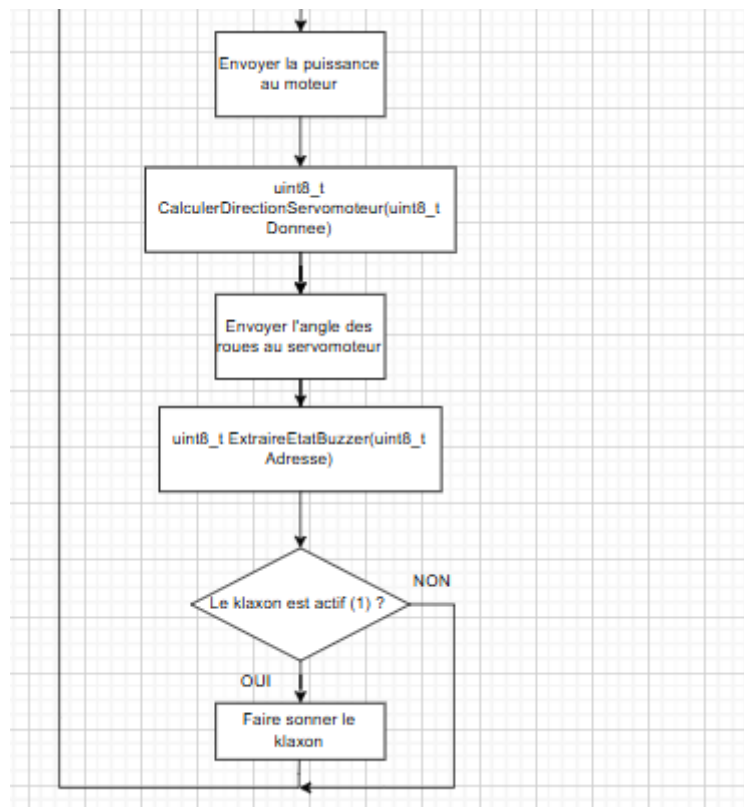 Envoyer la puissance
au moteur
uint8_t
CalculerDirectionServomoteur(uint8_t
Donnee)
Envoyer l'angle des
roues au servomoteur
uint8_t ExtraireEtatBuzzer(uint8_t
Adresse)
Le klaxon est actif (1) ?
NON
OUI
Faire sonner le
klaxon